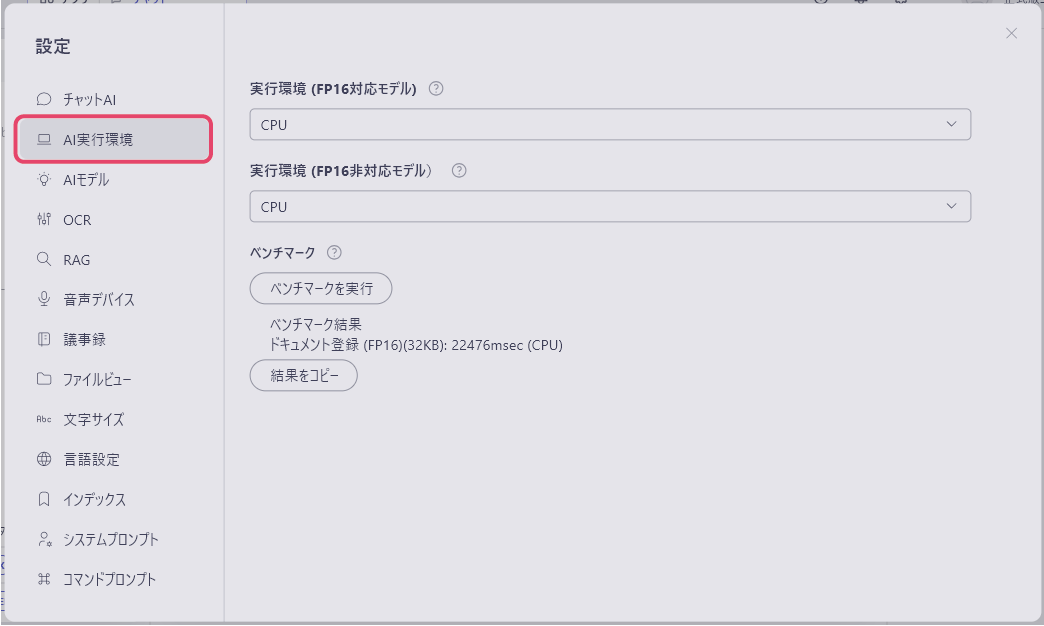 設定
チャットAI
AI実行環境
AIモデル
OCR
RAG
音声デバイス
議事録
ファイルビュー
Abc 文字サイズ
言語設定
インデックス
システムプロンプト
コマンドプロンプト
実行環境 (FP16対応モデル) ?
CPU
実行環境 (FP16非対応モデル） ?
CPU
ベンチマーク ?
ベンチマークを実行
ベンチマーク結果
ドキュメント登録 (FP16)(32KB): 22476msec (CPU)
結果をコピー